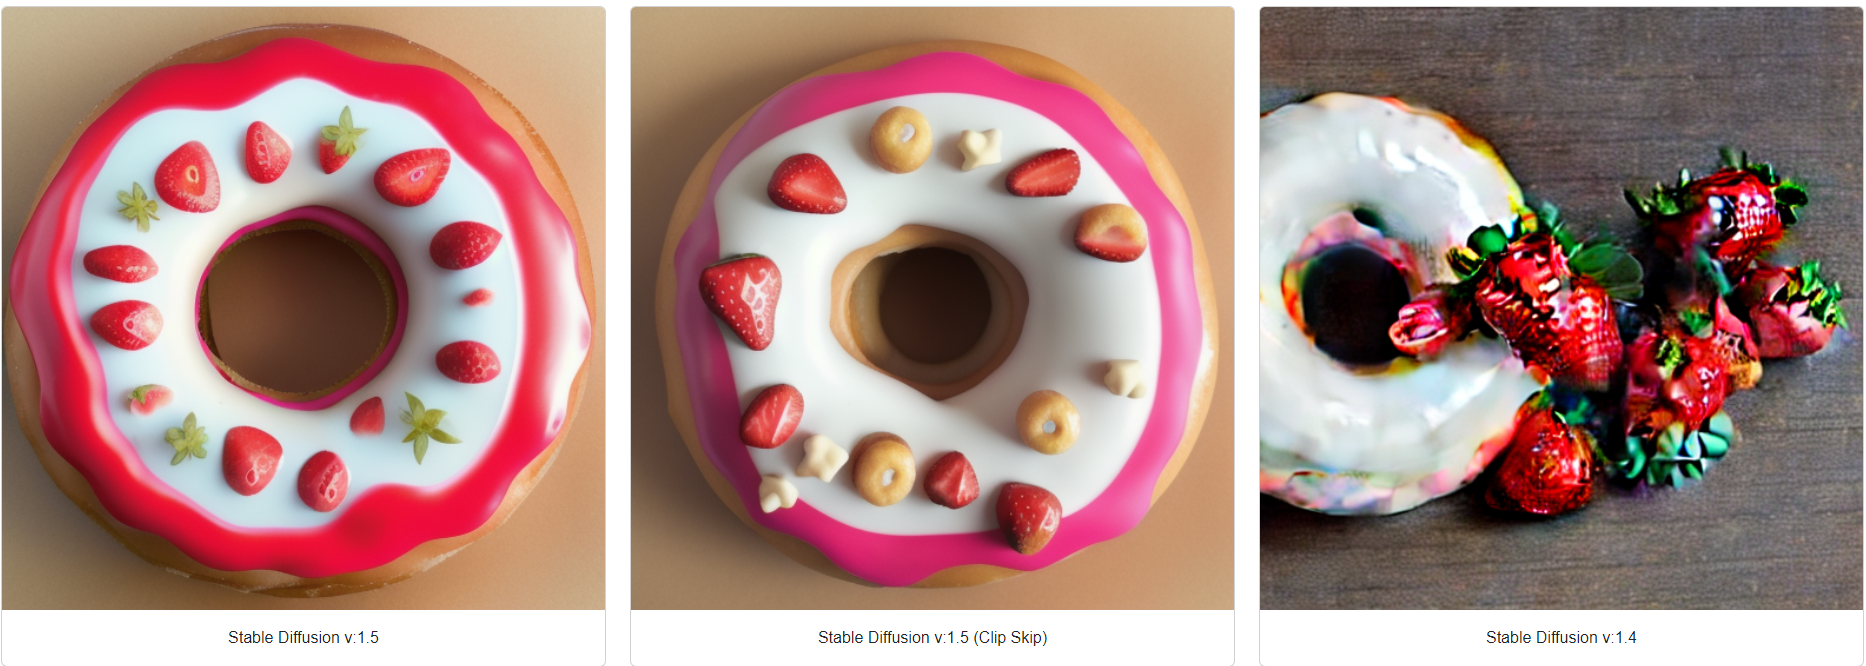 Stable Diffusion v:1.5
Stable Diffusion v:1.5 (Clip Skip)
Stable Diffusion v:1.4